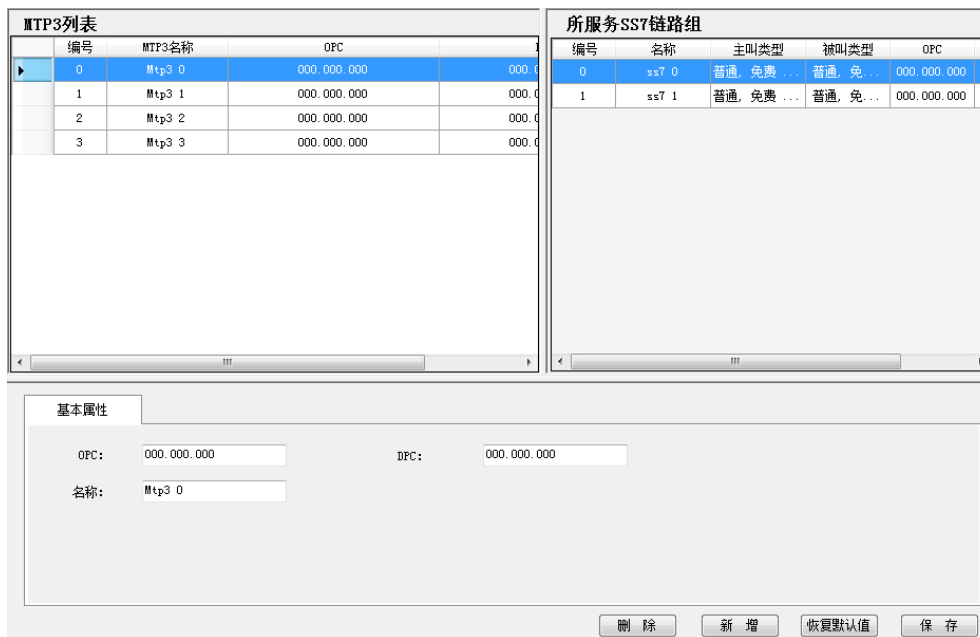 MTP3列表
编号 MTP3名称 OPC
0 Mtp3 0 000.000.000 000.
1 Mtp3 1 000.000.000 000.
2 Mtp3 2 000.000.000 000.
3 Mtp3 3 000.000.000 000.
所服务SS7链路组
编号 名称 主叫类型 被叫类型 OPC
0 ss7 0 普通, 免费 ... 普通, 免... 000.000.000
1 ss7 1 普通, 免费 ... 普通, 免... 000.000.000
基本属性
OPC: 000.000.000 DPC: 000.000.000
名称: Mtp3 0
删 除 新 增 恢复默认值 保 存